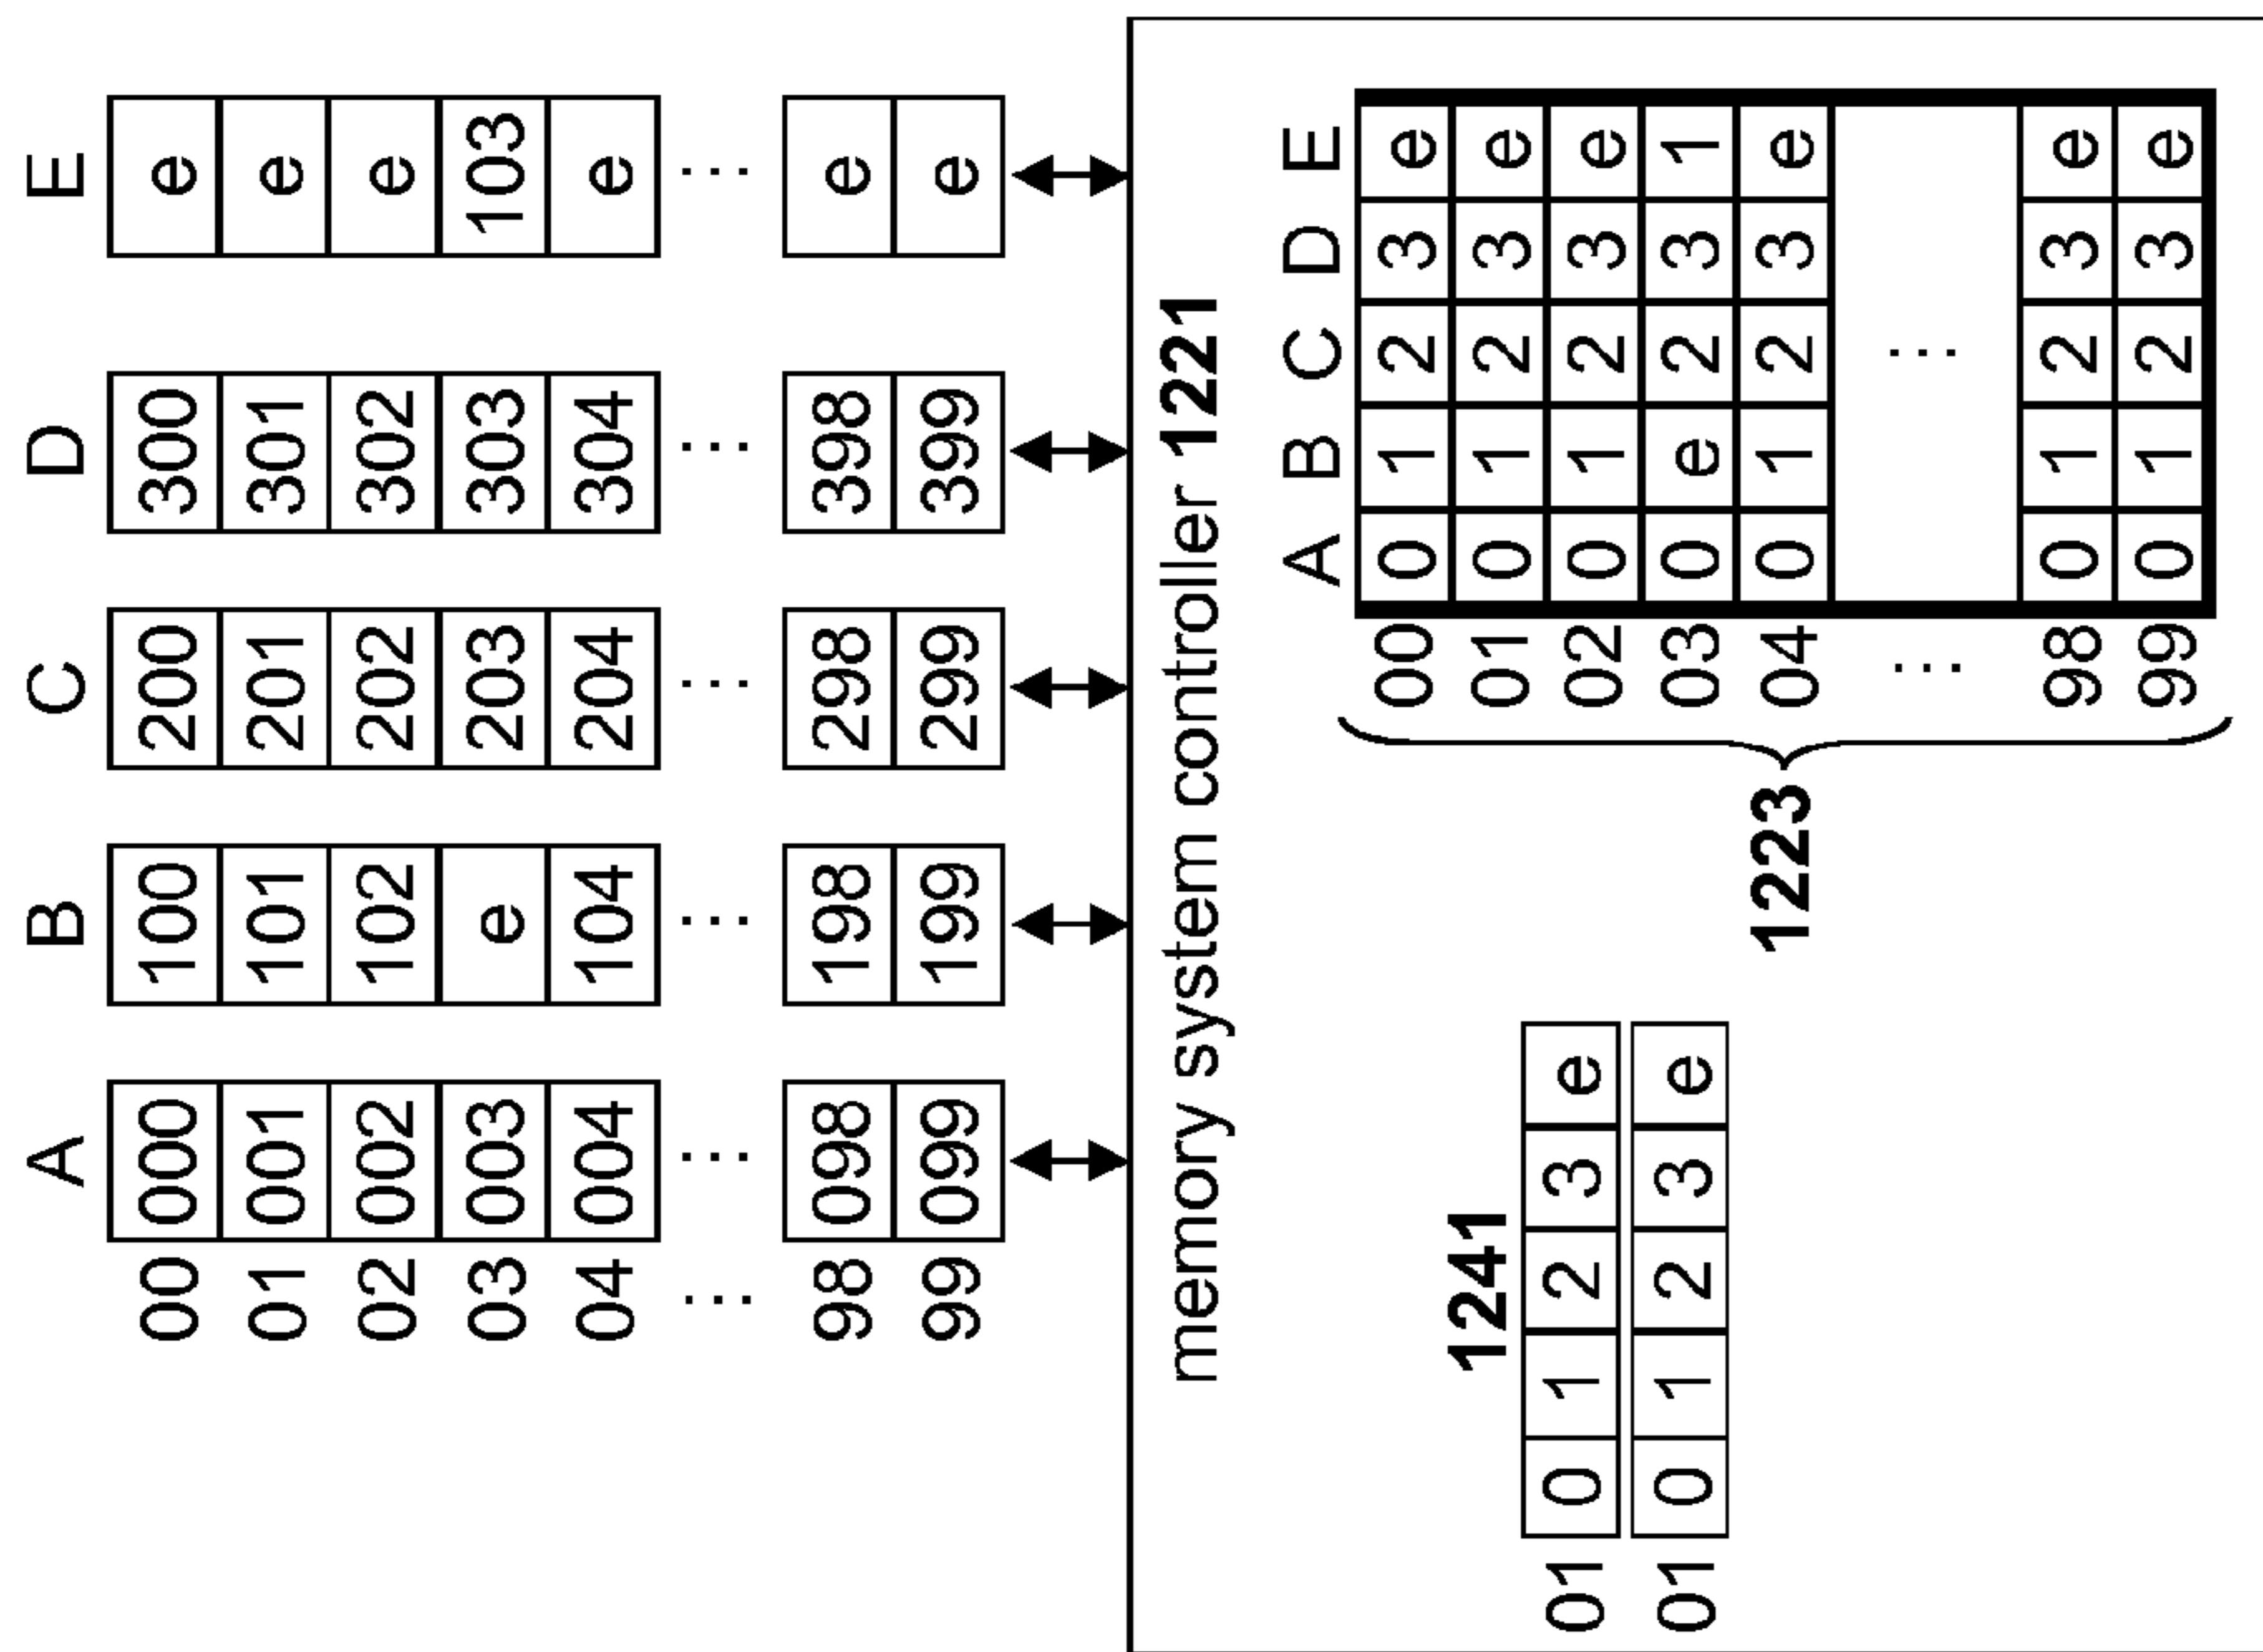 A B C D E
00 000 100 200 300 e
01 001 101 201 301 e
02 002 102 202 302 e
03 003 e 203 303 103
04 004 104 204 304 e
... ... ... ... ... ...
98 098 198 298 398 e
99 099 199 299 399 e
memory system controller 1221
1241
01 0 1 2 3 e
01 0 1 2 3 e
1223
A B C D E
00 0 1 2 3 e
01 0 1 2 3 e
02 0 1 2 3 e
03 0 e 2 3 1
04 0 1 2 3 e
... ...
98 0 1 2 3 e
99 0 1 2 3 e